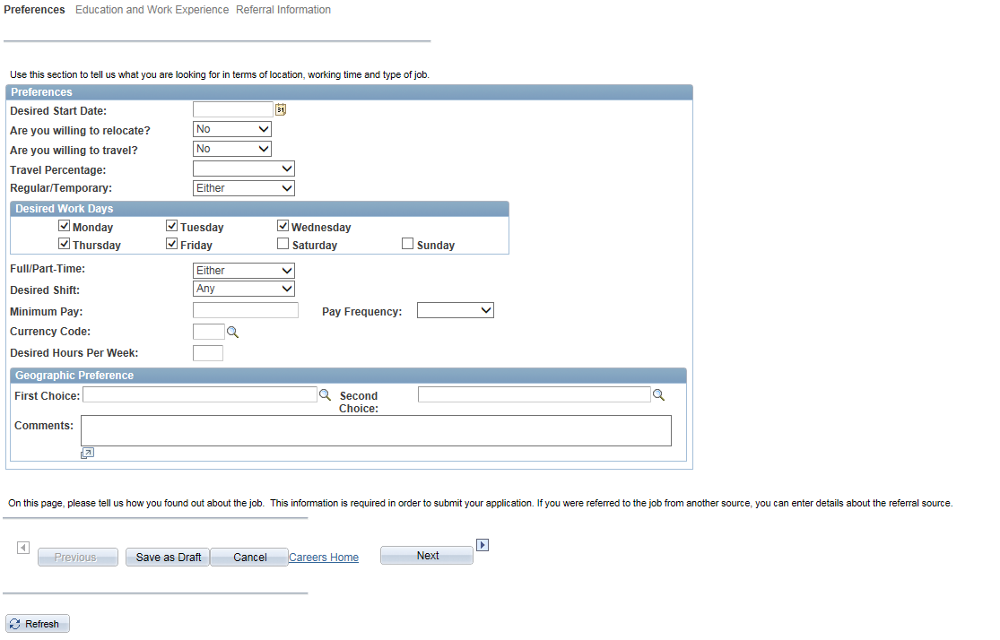 Preferences Education and Work Experience Referral Information
Use this section to tell us what you are looking for in terms of location, working time and type of job.
Preferences
Desired Start Date: 31
Are you willing to relocate? No
Are you willing to travel? No
Travel Percentage:
Regular/Temporary: Either
Desired Work Days
Monday Tuesday Wednesday
Thursday Friday Saturday Sunday
Full/Part-Time: Either
Desired Shift: Any
Minimum Pay: Pay Frequency:
Currency Code:
Desired Hours Per Week:
Geographic Preference
First Choice: Second
Choice:
Comments:
On this page, please tell us how you found out about the job. This information is required in order to submit your application. If you were referred to the job from another source, you can enter details about the referral source.
Previous Save as Draft Cancel Careers Home Next
Refresh